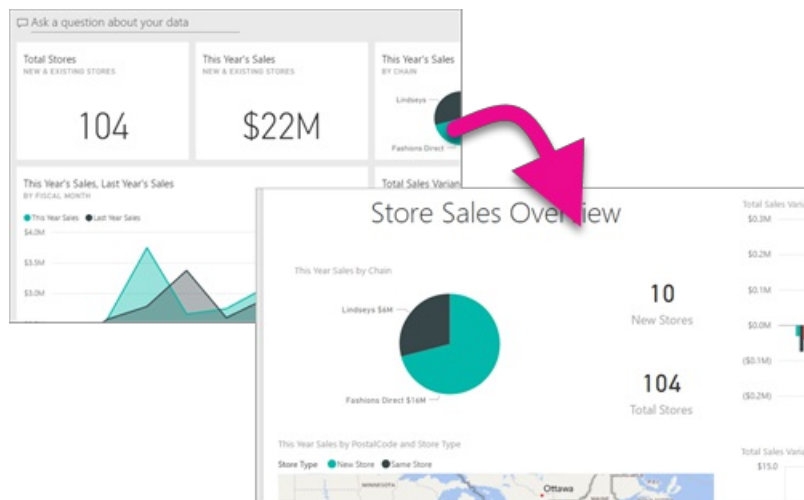 Ask a question about your data
Total Stores
NEW & EXISTING STORES
104
This Year's Sales
NEW & EXISTING STORES
$22M
This Year's Sales
BY CHAIN
Lindseys
Fashions Direct
This Year's Sales, Last Year's Sales
BY FISCAL MONTH
This Year Sales Last Year Sales
$4.0M
$3.5M
$3.0M
Total Sales Varian
Store Sales Overview
This Year Sales by Chain
Lindseys $6M
Fashions Direct $16M
10
New Stores
104
Total Stores
This Year Sales by PostalCode and Store Type
Store Type New Store Same Store
MINNESOTA
Ottawa
MAINE
Total Sales Varia
$0.3M
$0.2M
$0.1M
$0.0M
($0.1M)
($0.2M)
Total Sales Varia
$15.0